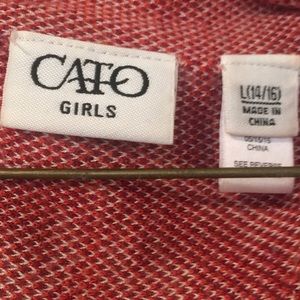 CATO
GIRLS
L(14/16)
MADE IN
CHINA
CHINA
SEE REVERSE